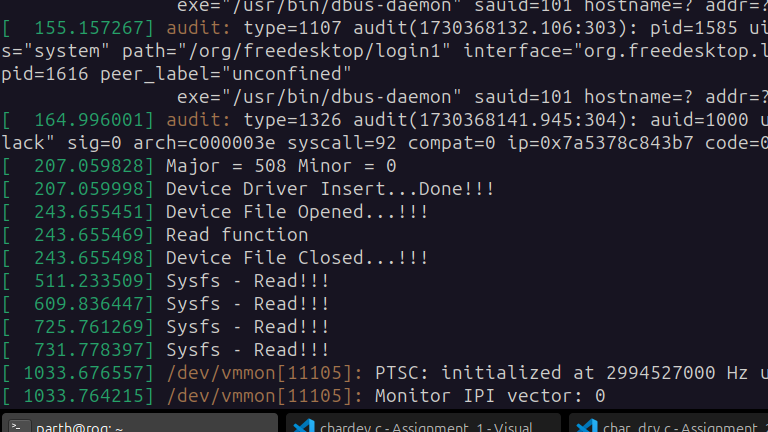 exe="/usr/bin/dbus-daemon" sauid=101 hostname=? addr=?
[  155.157267] audit: type=1107 audit(1730368132.106:303): pid=1585 ui
s="system" path="/org/freedesktop/login1" interface="org.freedesktop.l
pid=1616 peer_label="unconfined"
exe="/usr/bin/dbus-daemon" sauid=101 hostname=? addr=?
[  164.996001] audit: type=1326 audit(1730368141.945:304): auid=1000 u
lack" sig=0 arch=c000003e syscall=92 compat=0 ip=0x7a5378c843b7 code=0
[  207.059828] Major = 508 Minor = 0
[  207.059998] Device Driver Insert...Done!!!
[  243.655451] Device File Opened...!!!
[  243.655469] Read function
[  243.655498] Device File Closed...!!!
[  511.233509] Sysfs - Read!!!
[  609.836447] Sysfs - Read!!!
[  725.761269] Sysfs - Read!!!
[  731.778397] Sysfs - Read!!!
[ 1033.676557] /dev/vmmon[11105]: PTSC: initialized at 2994527000 Hz u
[ 1033.764215] /dev/vmmon[11105]: Monitor IPI vector: 0
parth@rog: ~ chardev.c - Assignment_1 - Visual char_drv.c - Assignment_2